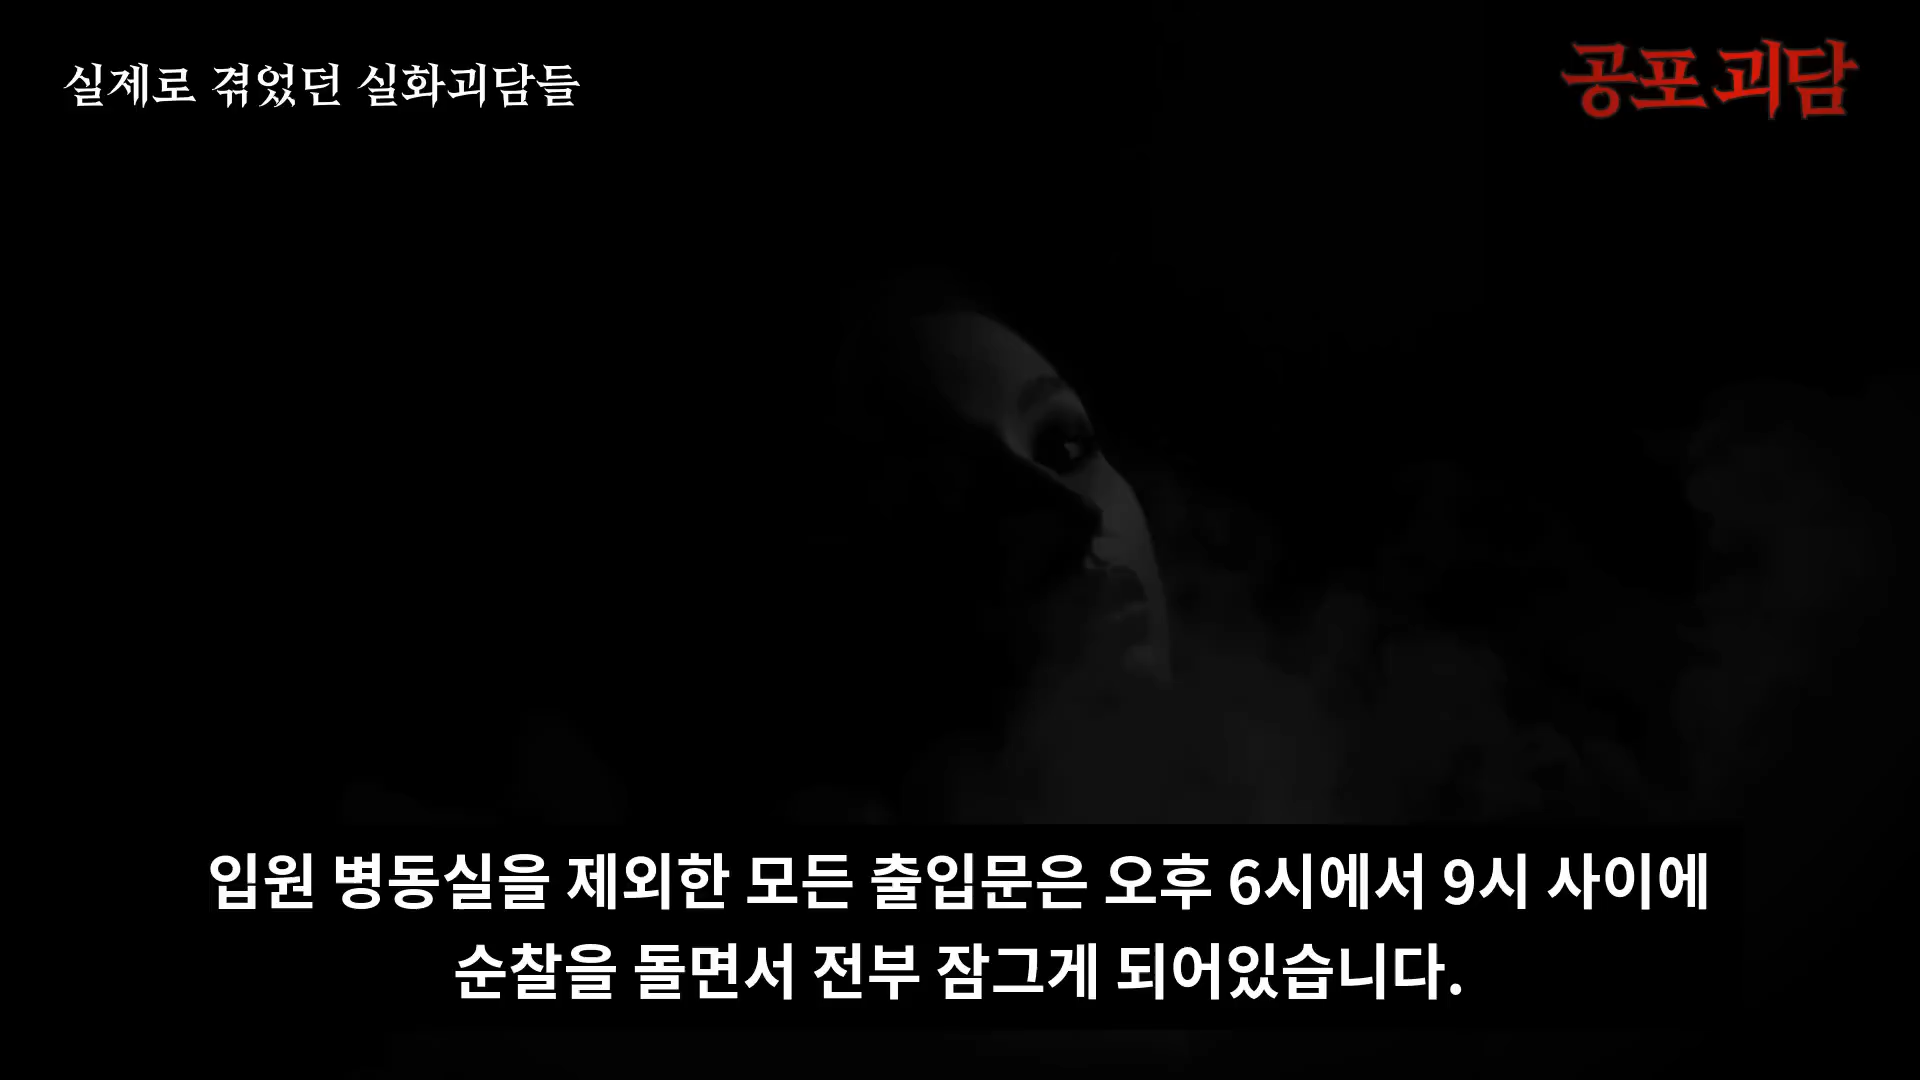 실제로 겪었던 실화괴담들
공포 괴담
입원 병동실을 제외한 모든 출입문은 오후 6시에서 9시 사이에
순찰을 돌면서 전부 잠그게 되어있습니다.